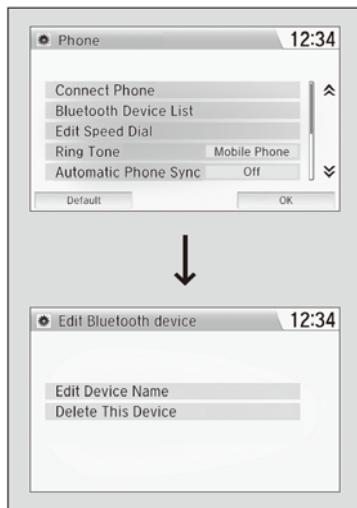 Phone 12:34
Connect Phone
Bluetooth Device List
Edit Speed Dial
Ring Tone Mobile Phone
Automatic Phone Sync Off
Default OK
Edit Bluetooth device 12:34
Edit Device Name
Delete This Device